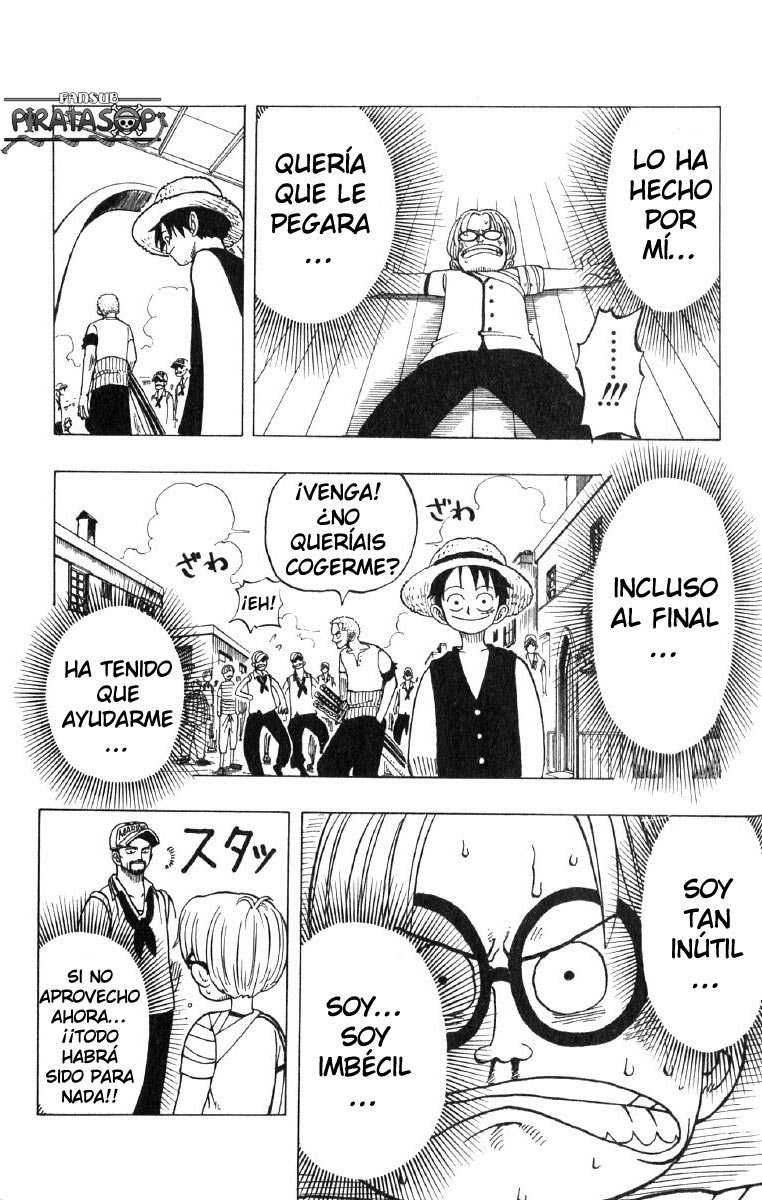 FANSUB
PIRATASOP
LO HA
HECHO
POR
MÍ...
QUERÍA
QUE LE
PEGARA
...
......!!!
INCLUSO
AL FINAL
...
¡VENGA!
¿NO
QUERÍAIS
COGERME?
¡EH!
ざわ
ざわ
HA TENIDO
QUE
AYUDARME
...
SOY
TAN
INÚTIL
...
SOY...
SOY
IMBÉCIL
...
スタッ
MARINE
SI NO
APROVECHO
AHORA...
¡¡TODO
HABRÁ
SIDO PARA
NADA!!